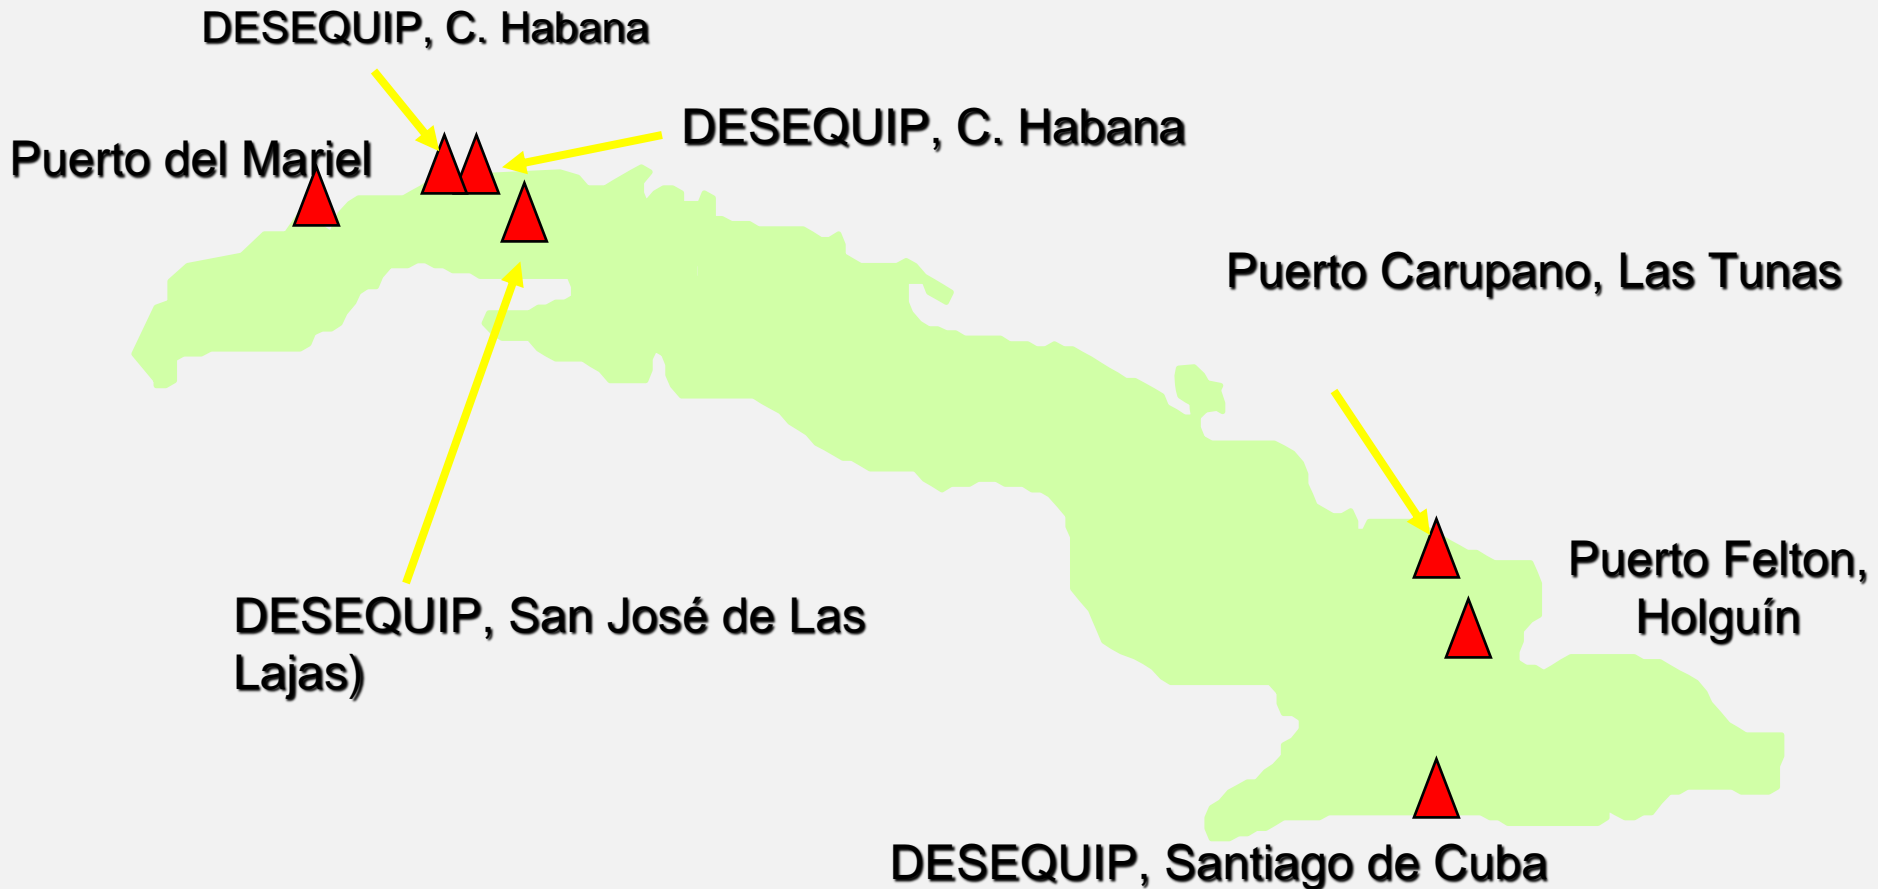 DESEQUIP, C. Habana
DESEQUIP, C. Habana
Puerto del Mariel
Puerto Carupano, Las Tunas
Puerto Felton,
Holguín
DESEQUIP, San José de Las
Lajas)
DESEQUIP, Santiago de Cuba